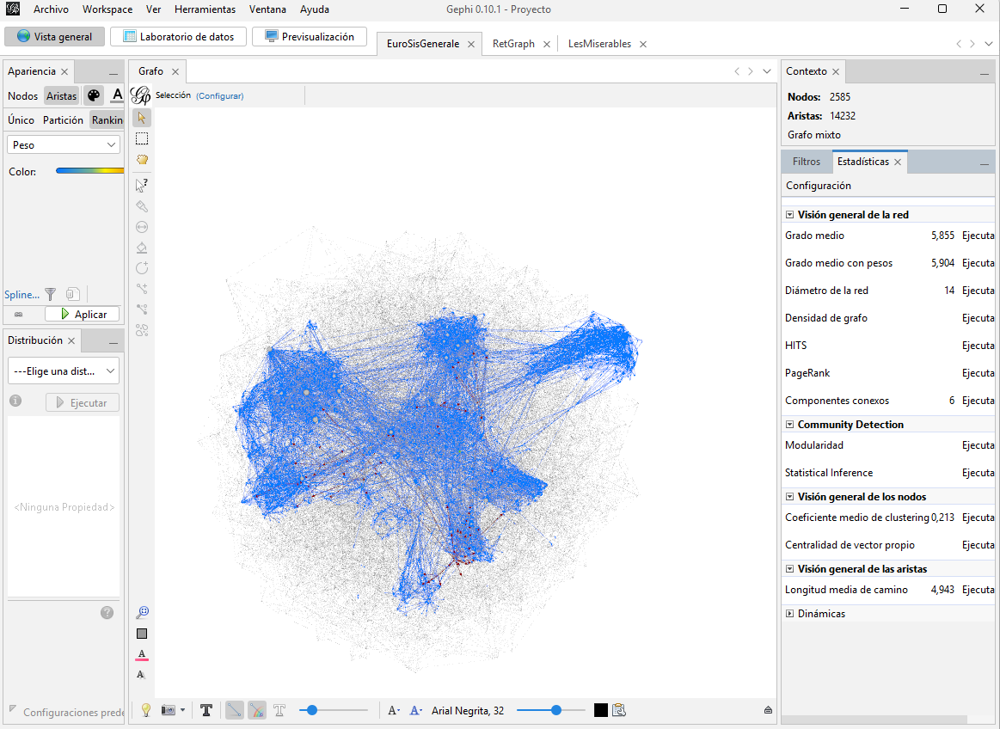 Archivo Workspace Ver Herramientas Ventana Ayuda Gephi 0.10.1 - Proyecto
Vista general Laboratorio de datos Previsualización EuroSisGenerale RetGraph LesMiserables
Apariencia
Nodos Aristas
Único Partición Rankin
Peso
Color:
Spline...
Aplicar
Distribución
---Elige una dist...
Ejecutar
<Ninguna Propiedad>
Configuraciones prede
Grafo
Selección (Configurar)
Arial Negrita, 32
Contexto
Nodos: 2585
Aristas: 14232
Grafo mixto
Filtros Estadísticas
Configuración
Visión general de la red
Grado medio 5,855 Ejecuta
Grado medio con pesos 5,904 Ejecuta
Diámetro de la red 14 Ejecuta
Densidad de grafo Ejecuta
HITS Ejecuta
PageRank Ejecuta
Componentes conexos 6 Ejecuta
Community Detection
Modularidad Ejecuta
Statistical Inference Ejecuta
Visión general de los nodos
Coeficiente medio de clustering 0,213 Ejecuta
Centralidad de vector propio Ejecuta
Visión general de las aristas
Longitud media de camino 4,943 Ejecuta
Dinámicas